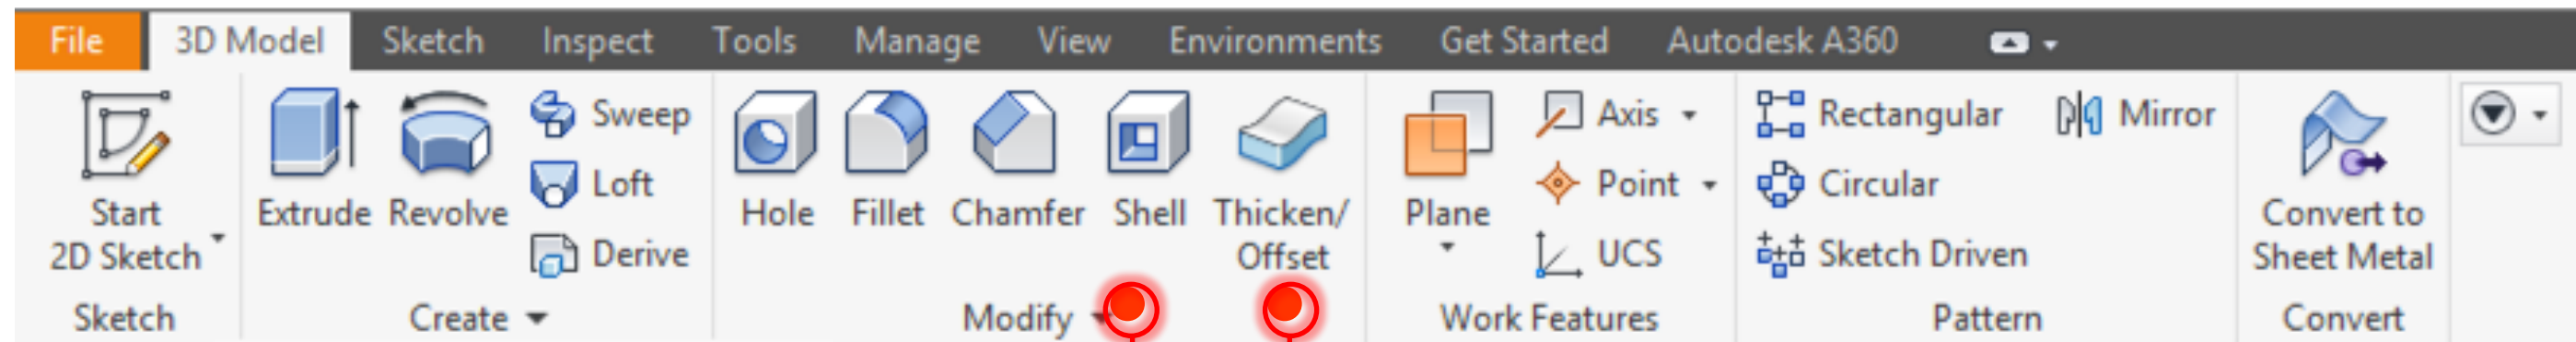 File 3D Model Sketch Inspect Tools Manage View Environments Get Started Autodesk A360
Start
2D Sketch
Sketch
Extrude Revolve
Sweep
Loft
Derive
Create
Hole Fillet Chamfer Shell Thicken/
Offset
Modify
Plane
Axis
Point
UCS
Work Features
Rectangular Mirror
Circular
Sketch Driven
Pattern
Convert to
Sheet Metal
Convert